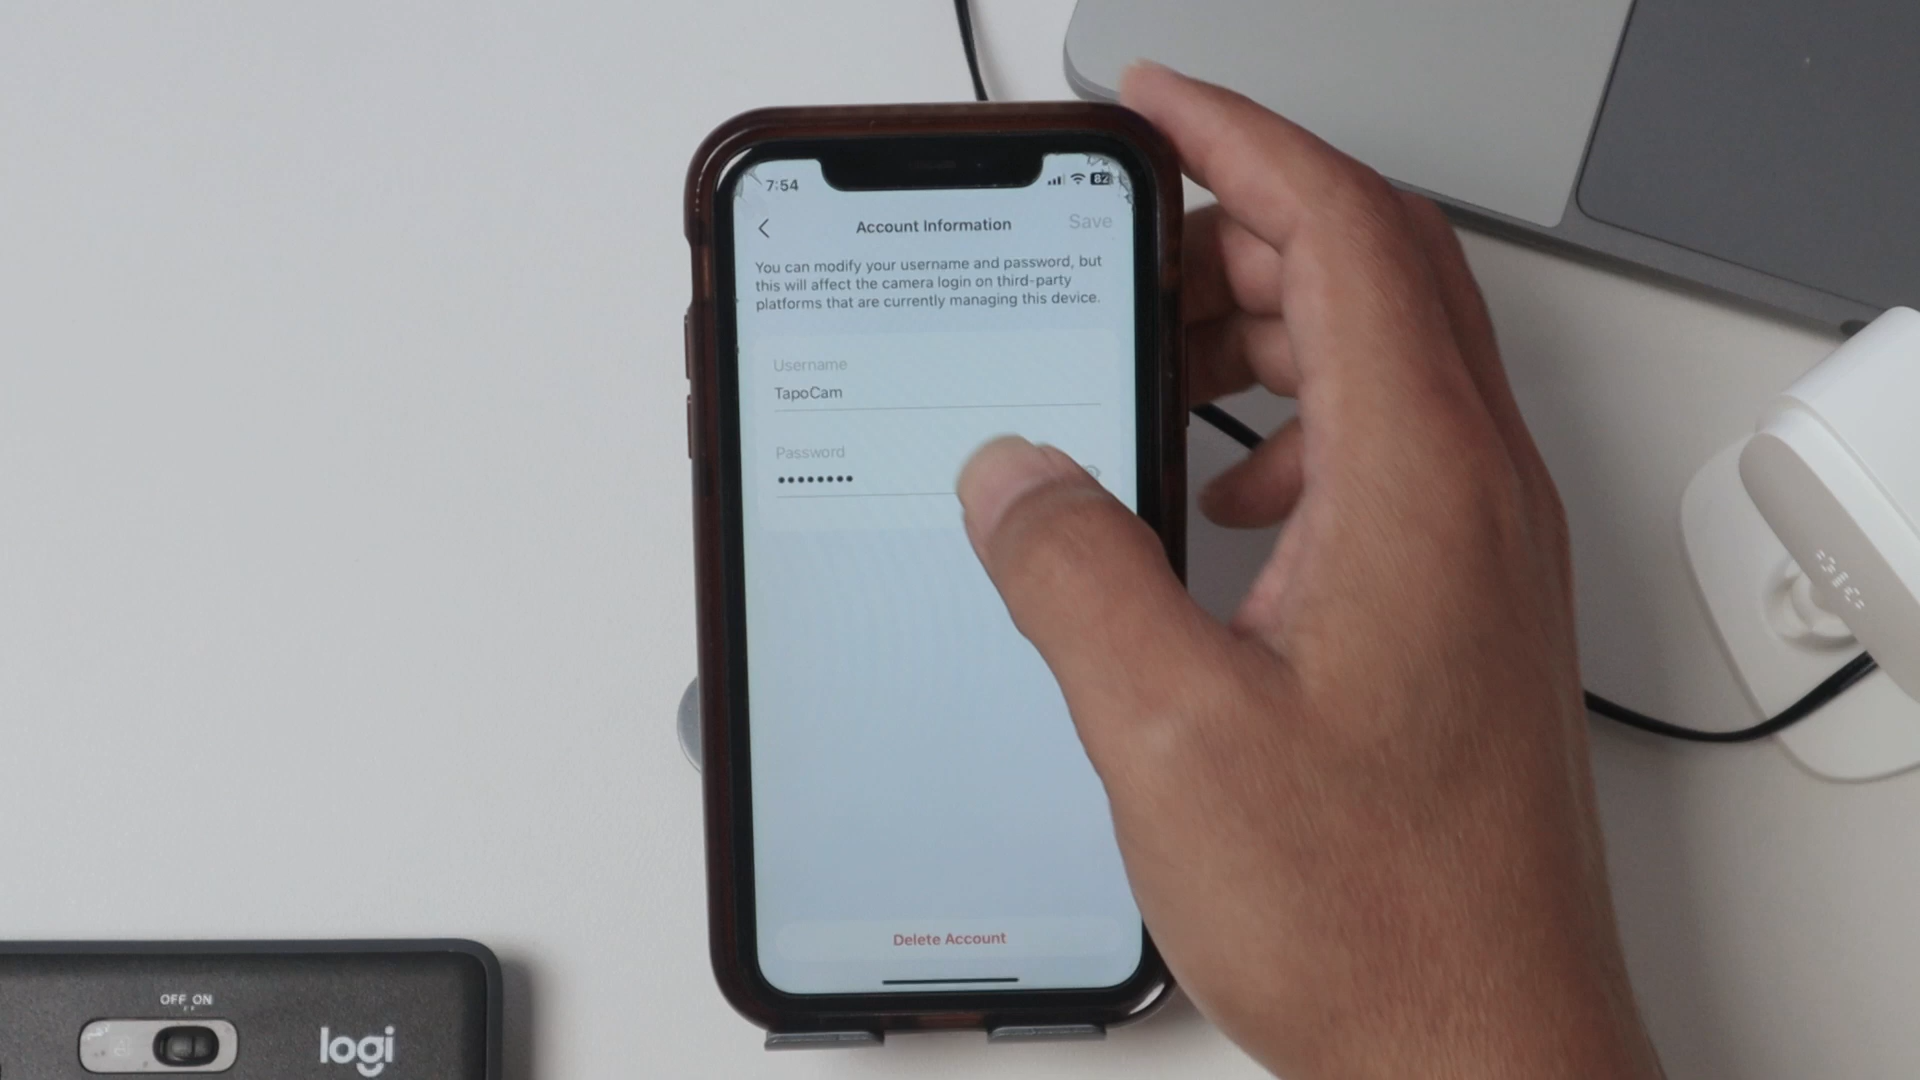 7:54
82
Account Information
Save
You can modify your username and password, but
this will affect the camera login on third-party
platforms that are currently managing this device.
Username
TapoCam
Password
••••••••
Delete Account
OFF ON
logi